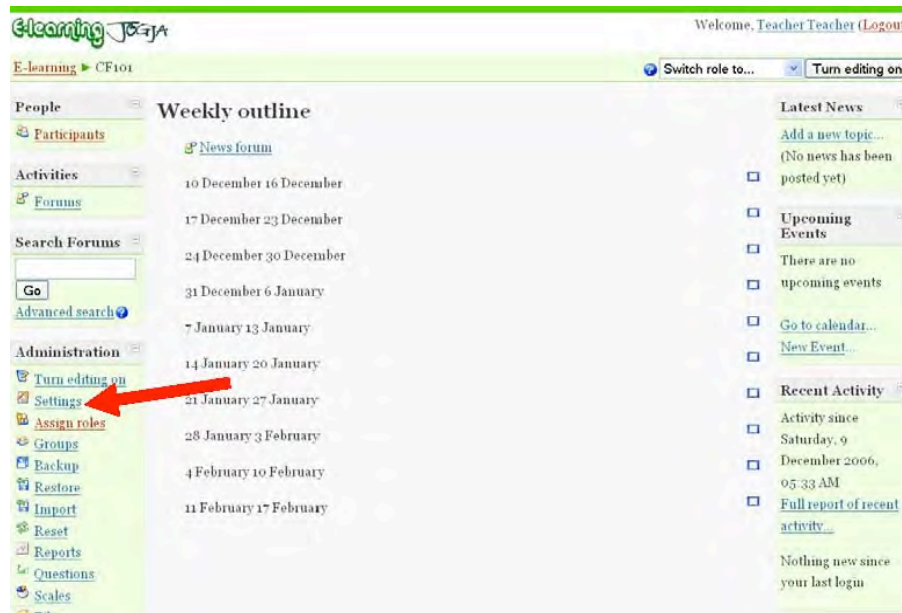 E-learning JOGJA
Welcome, Teacher Teacher (Logout
E-learning ► CF101
Switch role to...
Turn editing on
People
Participants
Activities
Forums
Search Forums
Go
Advanced search
Administration
Turn editing on
Settings
Assign roles
Groups
Backup
Restore
Import
Reset
Reports
Questions
Scales
Weekly outline
News forum
10 December 16 December
17 December 23 December
24 December 30 December
31 December 6 January
7 January 13 January
14 January 20 January
21 January 27 January
28 January 3 February
4 February 10 February
11 February 17 February
Latest News
Add a new topic...
(No news has been
posted yet)
Upcoming
Events
There are no
upcoming events
Go to calendar...
New Event...
Recent Activity
Activity since
Saturday, 9
December 2006,
05:33 AM
Full report of recent
activity...
Nothing new since
your last login